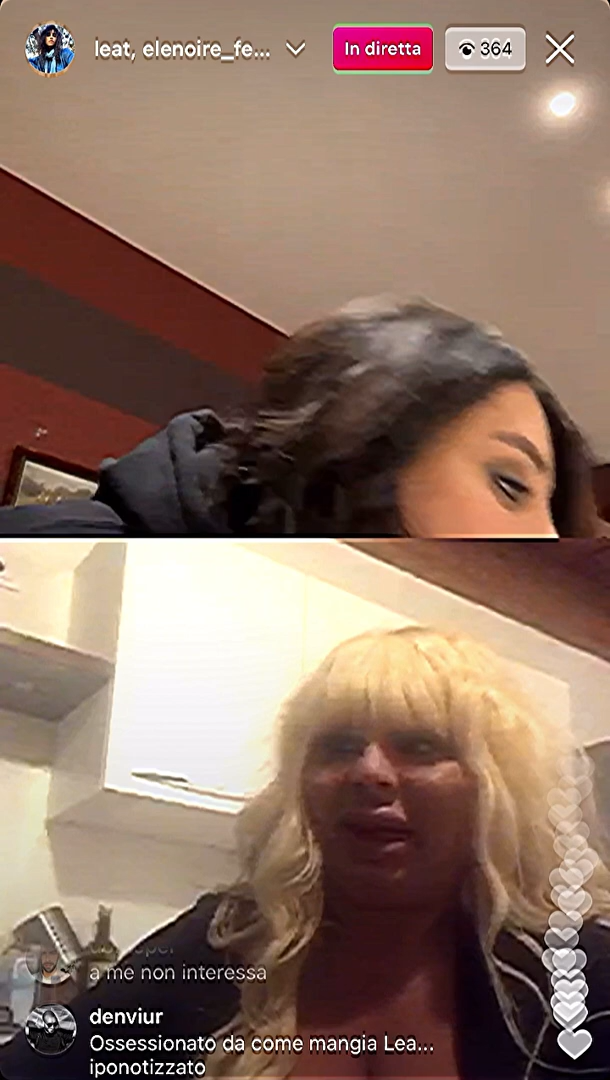 leat, elenoire_fe...
In diretta
364
a me non interessa
denviur
Ossessionato da come mangia Lea...
iponotizzato